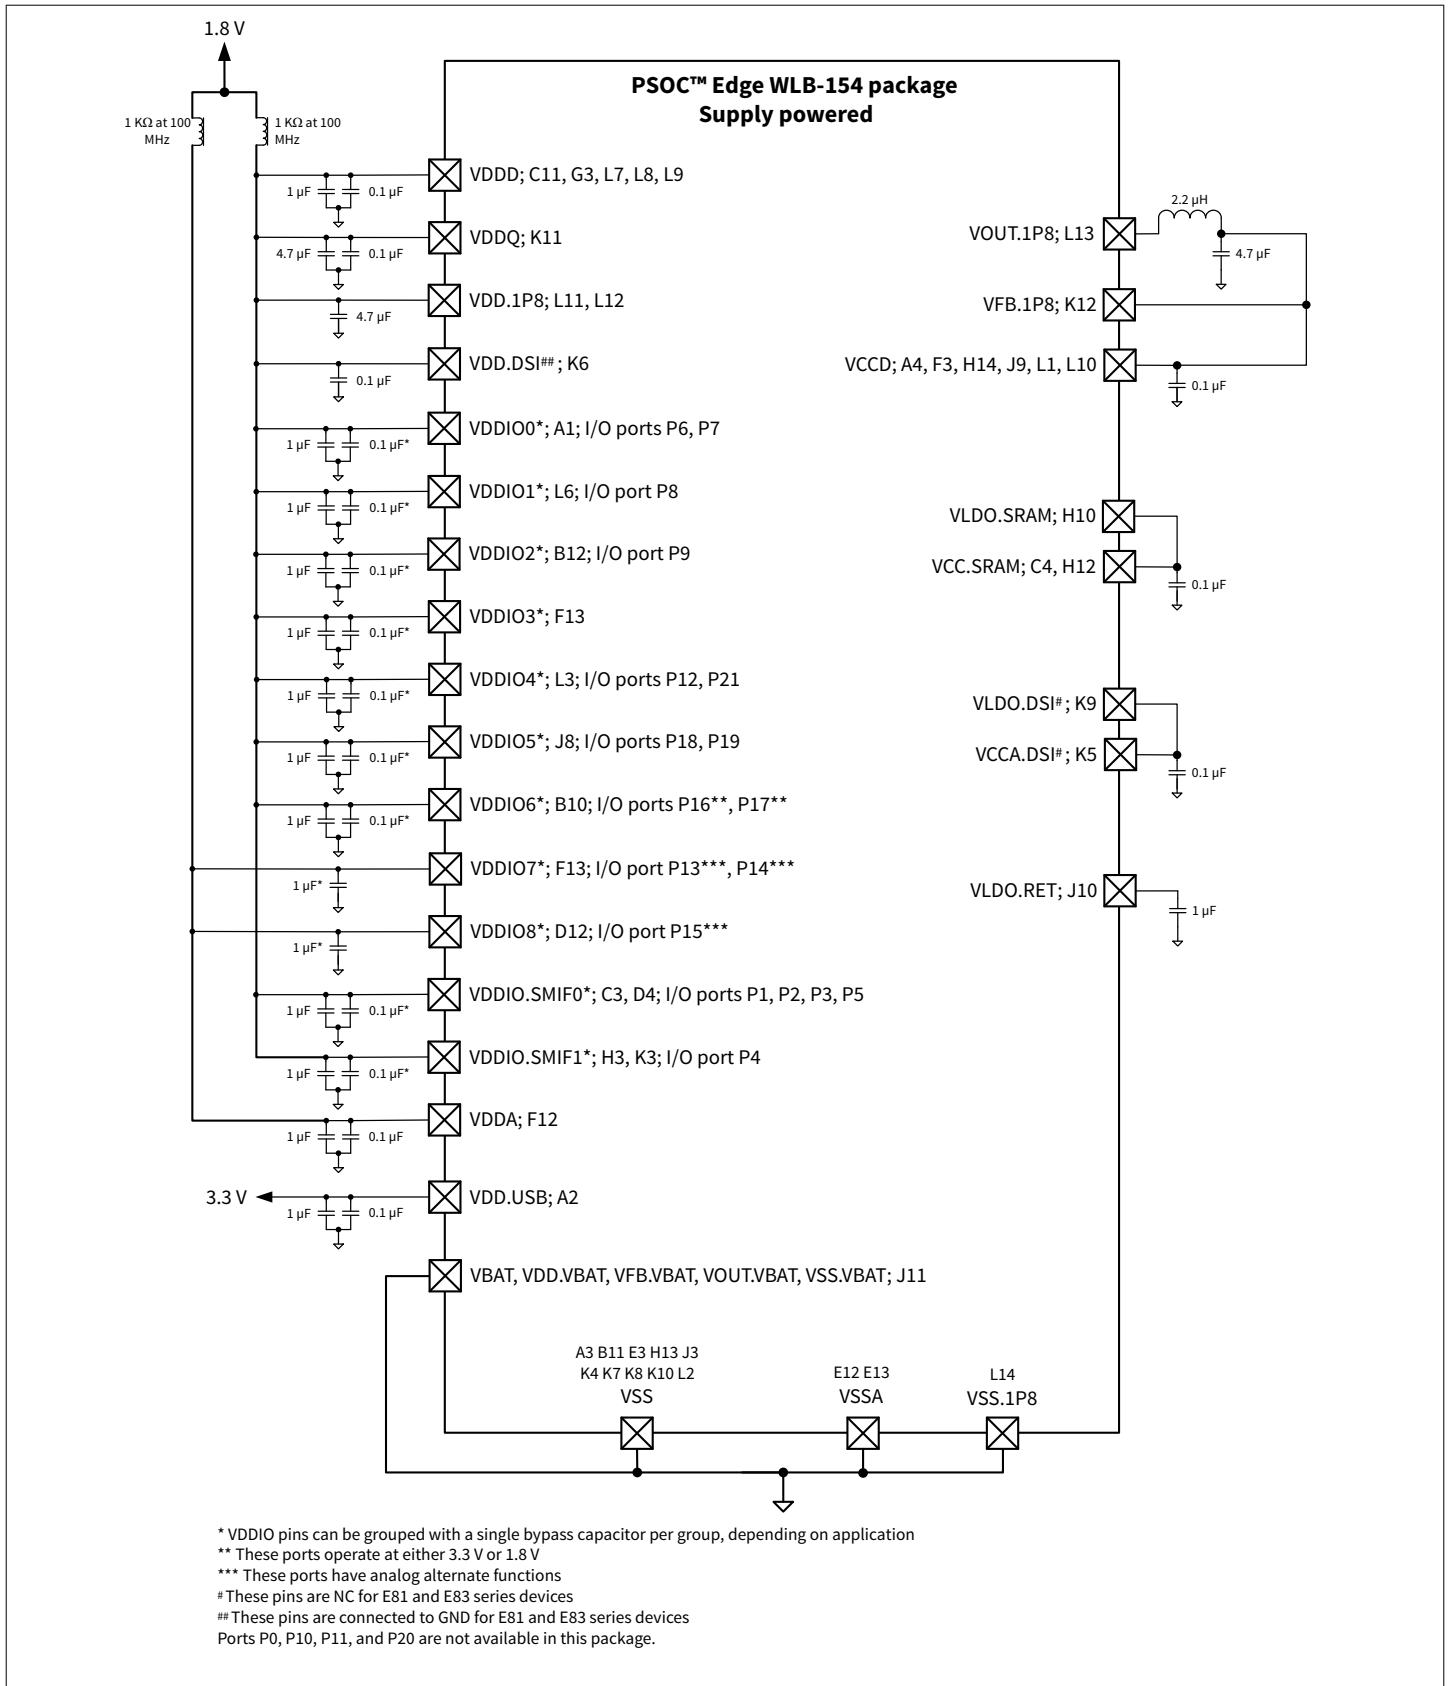 1.8 V
1 KΩ at 100
MHz
1 KΩ at 100
MHz
PSOC™ Edge WLB-154 package
Supply powered
1 µF
0.1 µF
VDDD; C11, G3, L7, L8, L9
4.7 µF
0.1 µF
VDDQ; K11
4.7 µF
VDD.1P8; L11, L12
0.1 µF
VDD.DSI##; K6
1 µF
0.1 µF*
VDDIO0*; A1; I/O ports P6, P7
1 µF
0.1 µF*
VDDIO1*; L6; I/O port P8
1 µF
0.1 µF*
VDDIO2*; B12; I/O port P9
1 µF
0.1 µF*
VDDIO3*; F13
1 µF
0.1 µF*
VDDIO4*; L3; I/O ports P12, P21
1 µF
0.1 µF*
VDDIO5*; J8; I/O ports P18, P19
1 µF
0.1 µF*
VDDIO6*; B10; I/O ports P16**, P17**
1 µF*
VDDIO7*; F13; I/O port P13***, P14***
1 µF*
VDDIO8*; D12; I/O port P15***
1 µF
0.1 µF*
VDDIO.SMIF0*; C3, D4; I/O ports P1, P2, P3, P5
1 µF
0.1 µF*
VDDIO.SMIF1*; H3, K3; I/O port P4
1 µF
0.1 µF
VDDA; F12
3.3 V
1 µF
0.1 µF
VDD.USB; A2
VBAT, VDD.VBAT, VFB.VBAT, VOUT.VBAT, VSS.VBAT; J11
VOUT.1P8; L13
2.2 µH
4.7 µF
VFB.1P8; K12
VCCD; A4, F3, H14, J9, L1, L10
0.1 µF
VLDO.SRAM; H10
VCC.SRAM; C4, H12
0.1 µF
VLDO.DSI#; K9
VCCA.DSI#; K5
0.1 µF
VLDO.RET; J10
1 µF
A3 B11 E3 H13 J3
K4 K7 K8 K10 L2
VSS
E12 E13
VSSA
L14
VSS.1P8
* VDDIO pins can be grouped with a single bypass capacitor per group, depending on application
** These ports operate at either 3.3 V or 1.8 V
*** These ports have analog alternate functions
# These pins are NC for E81 and E83 series devices
## These pins are connected to GND for E81 and E83 series devices
Ports P0, P10, P11, and P20 are not available in this package.